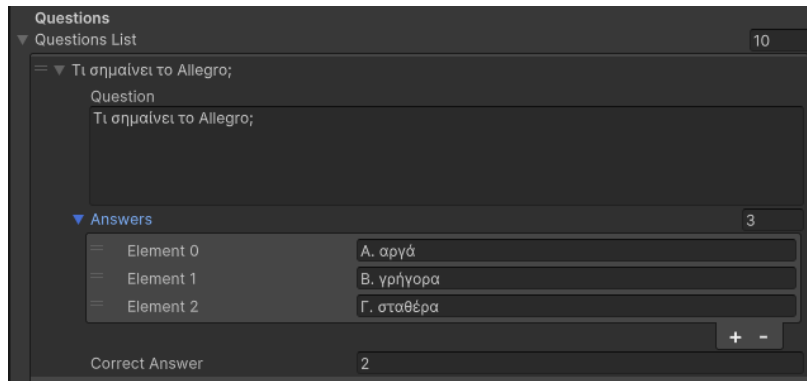 Questions
Questions List 10
Τι σημαίνει το Allegro;
Question
Τι σημαίνει το Allegro;
Answers 3
Element 0 Α. αργά
Element 1 Β. γρήγορα
Element 2 Γ. σταθέρα
+ -
Correct Answer 2